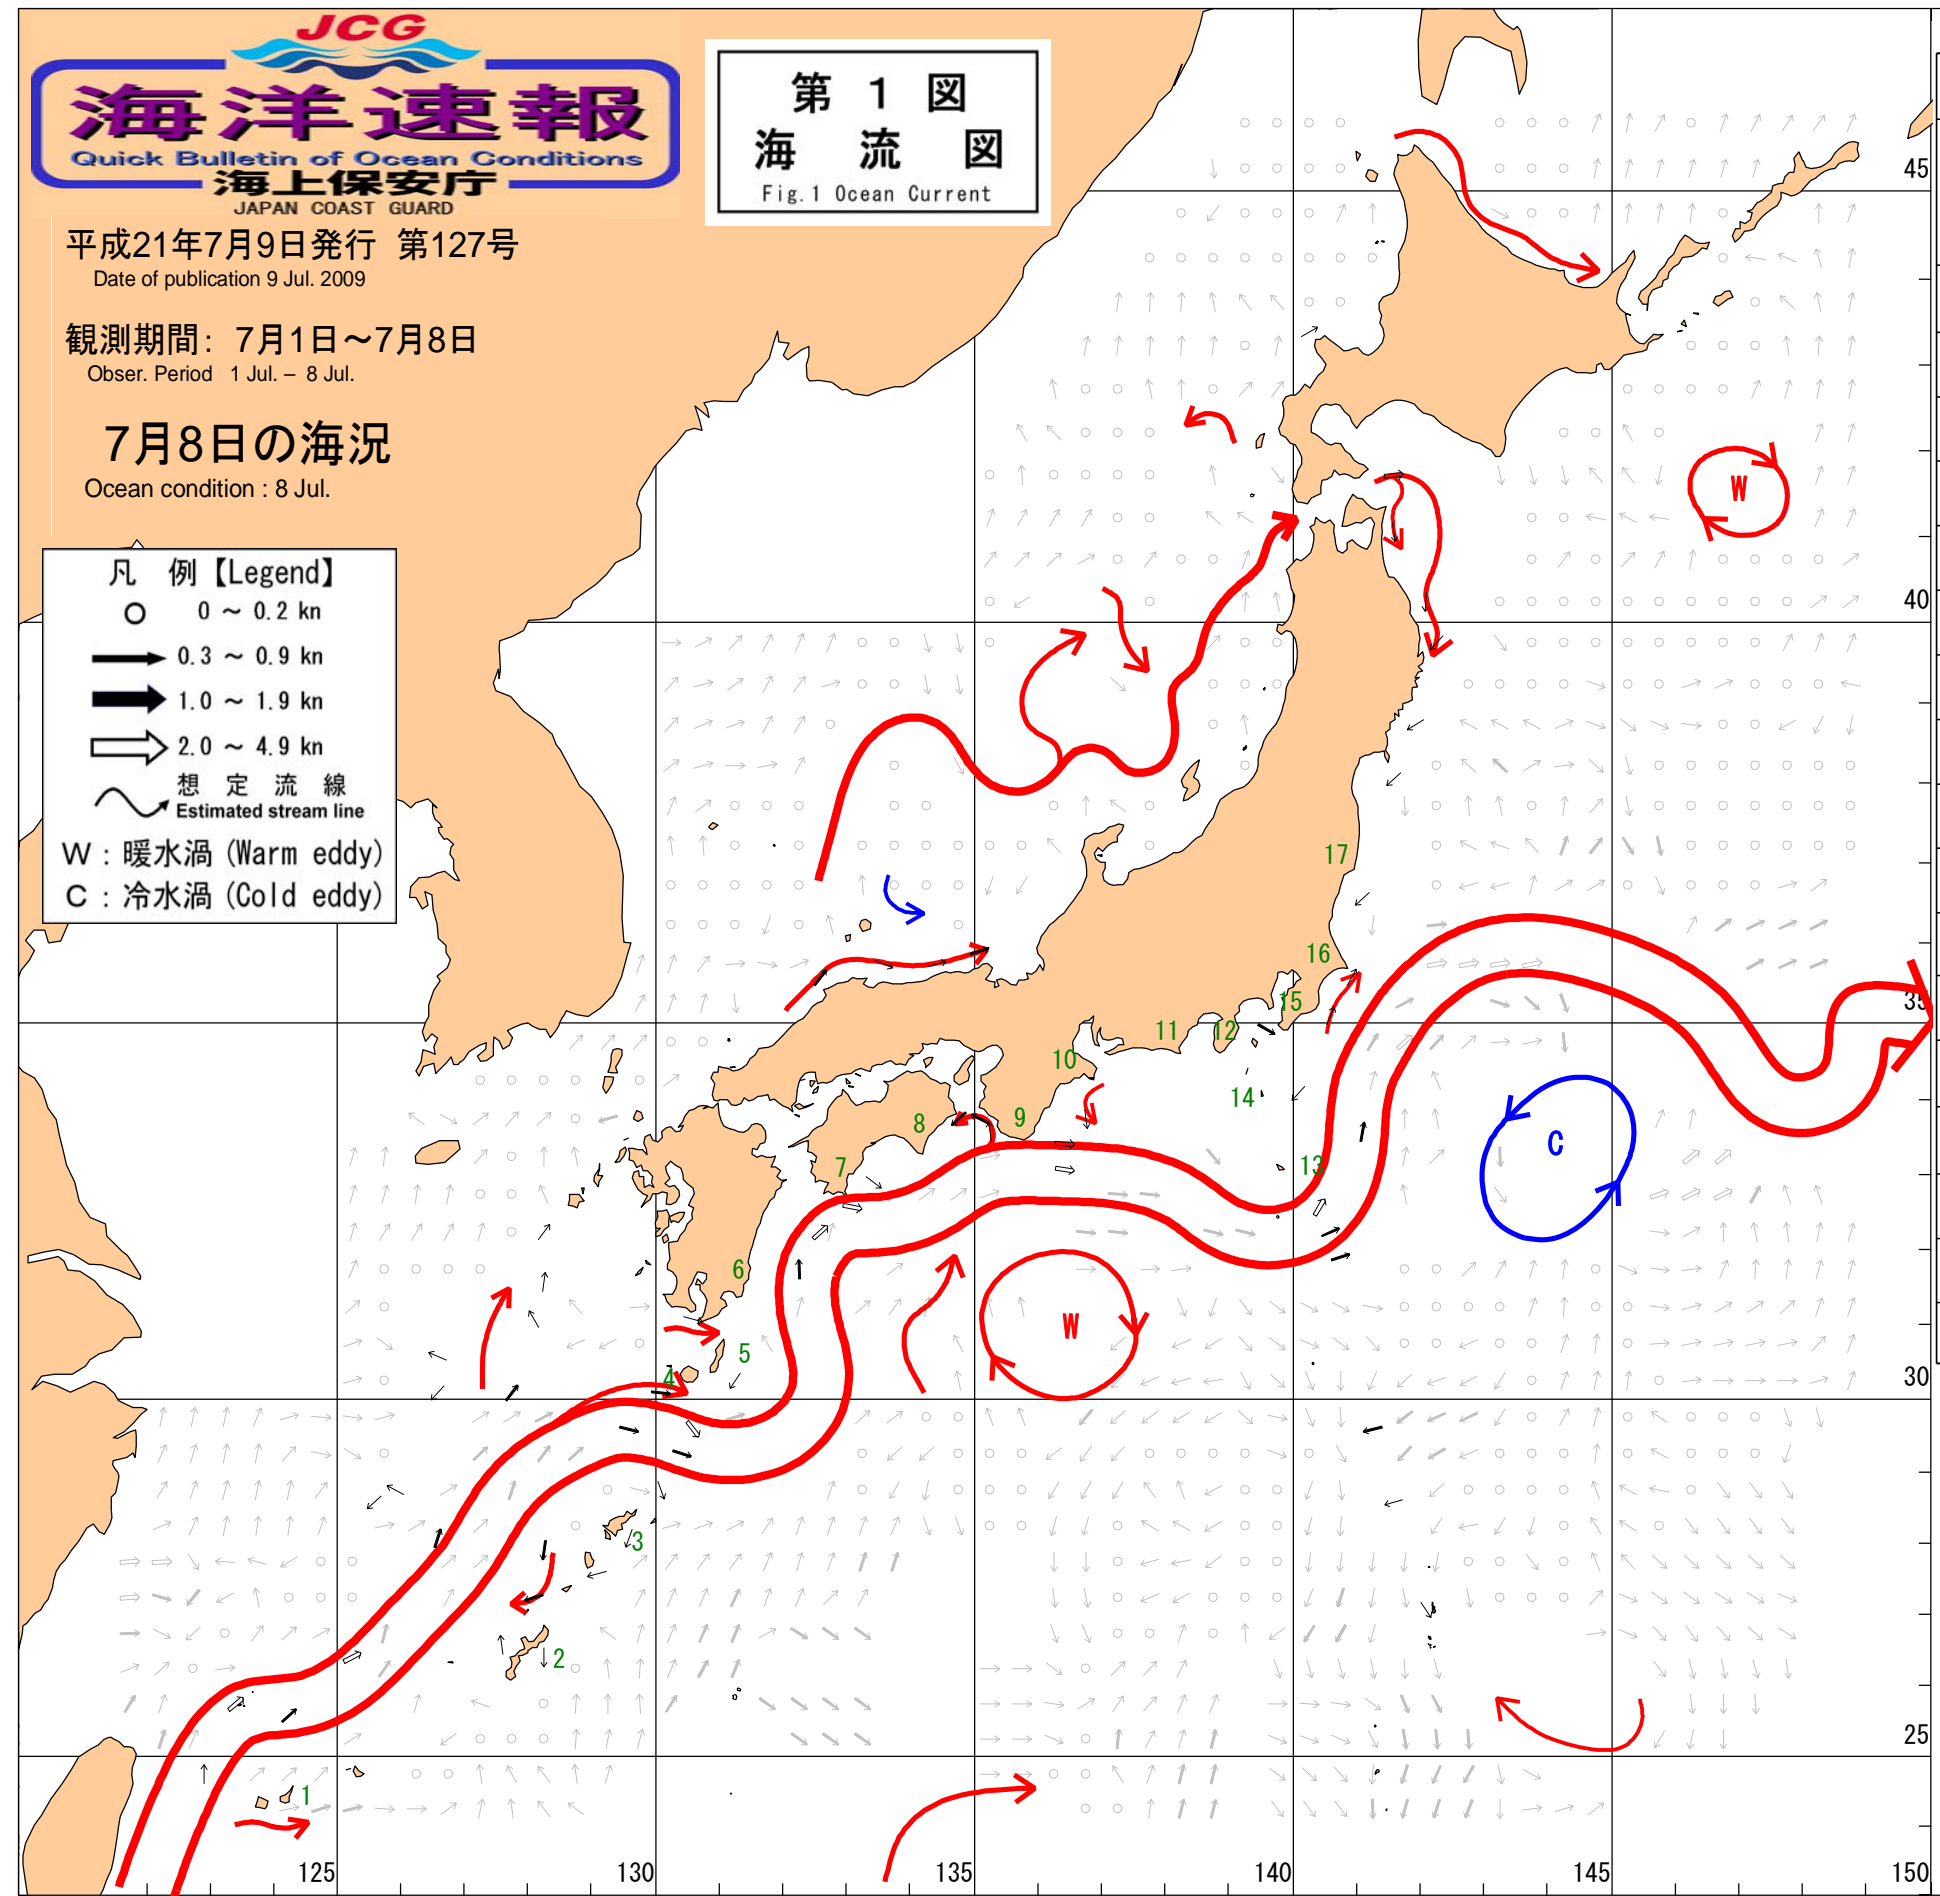 JCG
海洋速報
Quick Bulletin of Ocean Conditions
海上保安庁
JAPAN COAST GUARD
第 1 図
海 流 図
Fig.1 Ocean Current
平成21年7月9日発行 第127号
Date of publication 9 Jul. 2009
観測期間: 7月1日～7月8日
Obser. Period 1 Jul. – 8 Jul.
7月8日の海況
Ocean condition : 8 Jul.
凡 例【Legend】
0 ～ 0.2 kn
0.3 ～ 0.9 kn
1.0 ～ 1.9 kn
2.0 ～ 4.9 kn
想 定 流 線
Estimated stream line
W : 暖水渦 (Warm eddy)
C : 冷水渦 (Cold eddy)
45
W
40
17
16
15
35
12
11
10
14
9
8
C
7
13
6
W
5
4
30
3
2
25
1
125
130
135
140
145
150